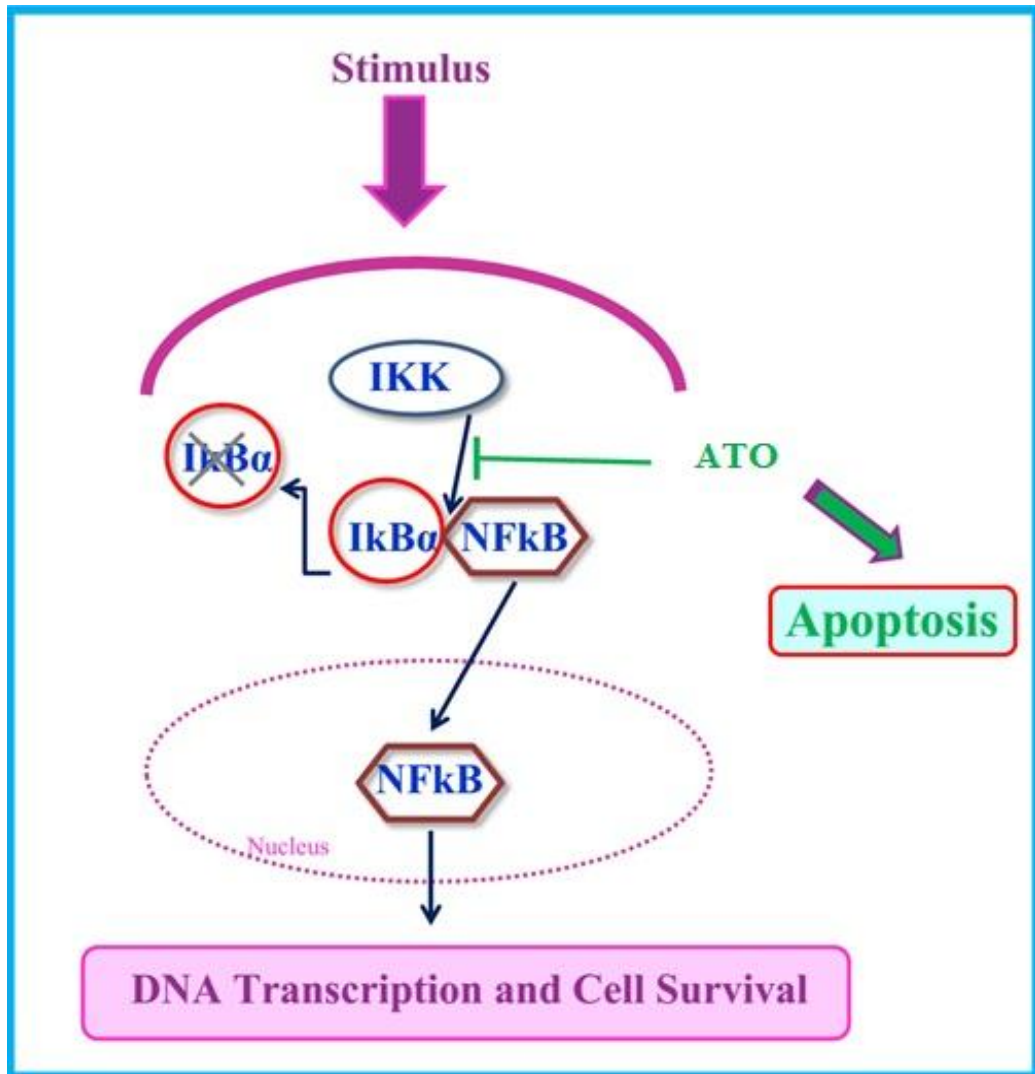 Stimulus
IKK
IkBα
ATO
IkBα
NFkB
Apoptosis
NFkB
Nucleus
DNA Transcription and Cell Survival